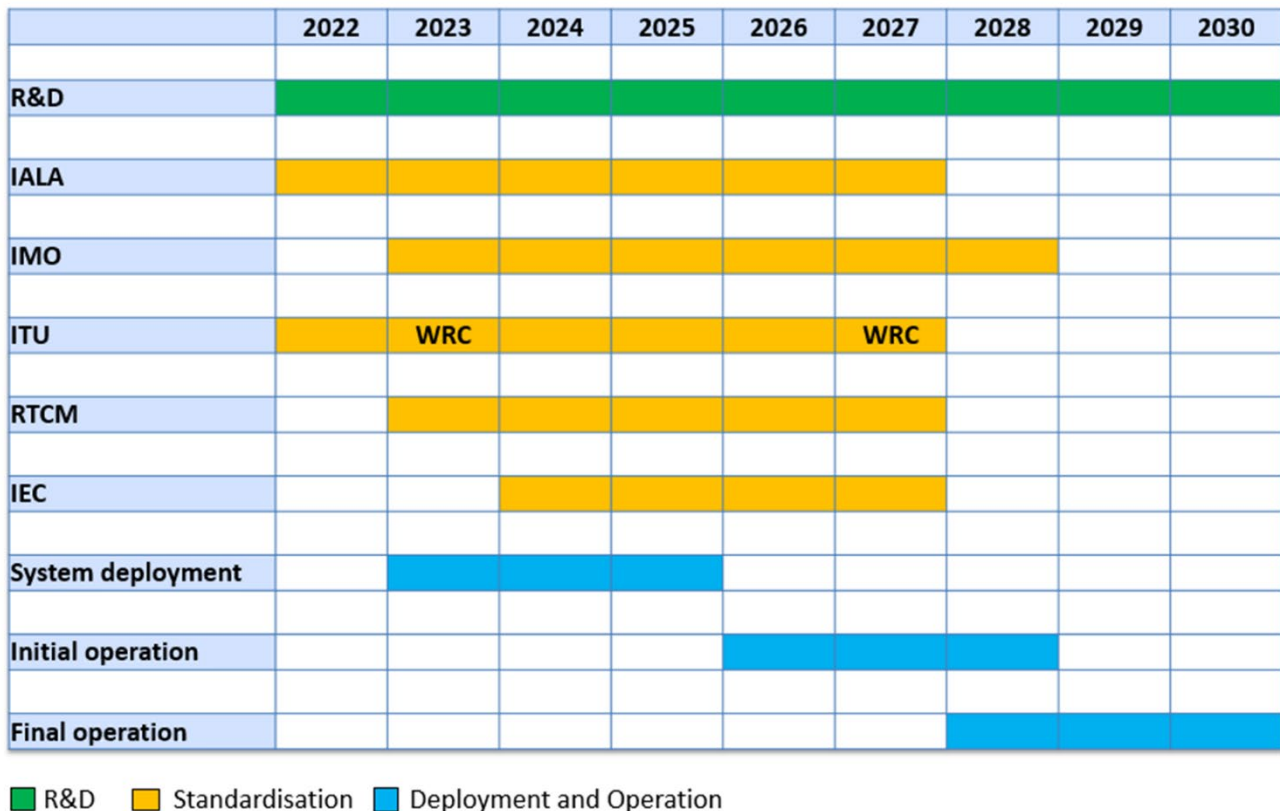 2022 2023 2024 2025 2026 2027 2028 2029 2030
R&D
IALA
IMO
ITU WRC WRC
RTCM
IEC
System deployment
Initial operation
Final operation
R&D Standardisation Deployment and Operation